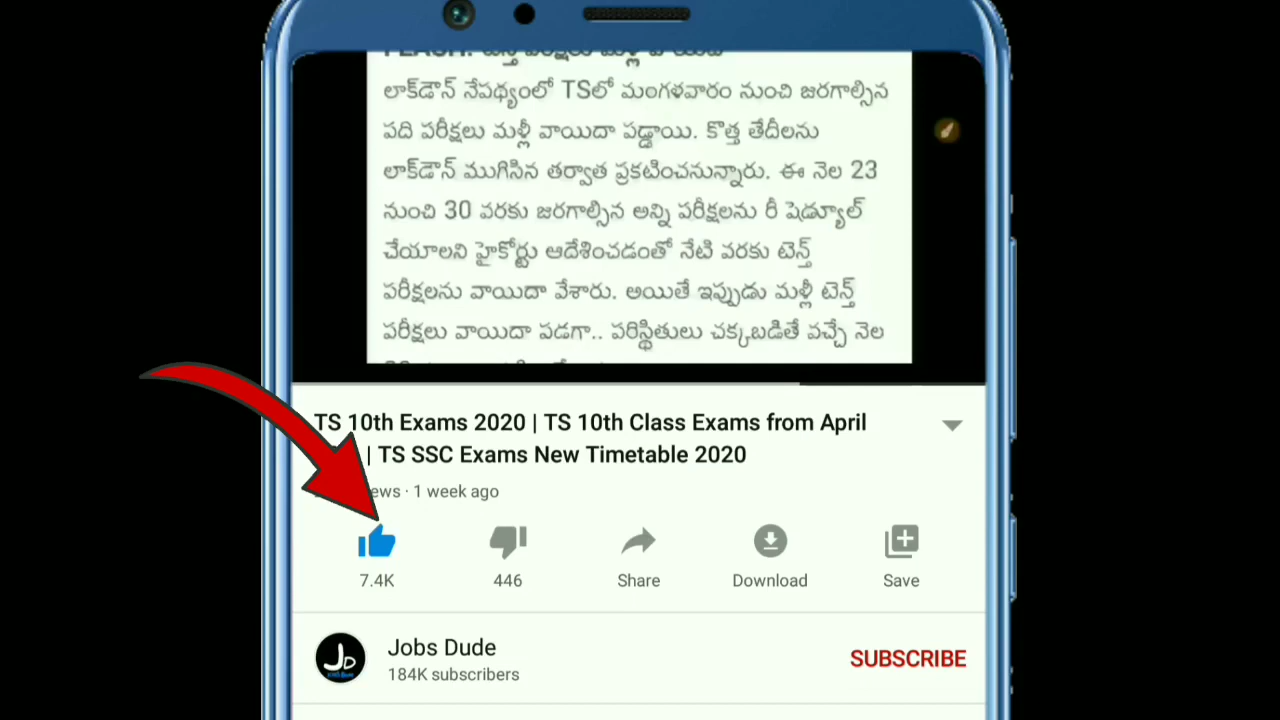 లాక్‌డౌన్ నేపథ్యంలో TSలో మంగళవారం నుంచి జరగాల్సిన
పది పరీక్షలు మళ్లీ వాయిదా పడ్డాయి. కొత్త తేదీలను
లాక్‌డౌన్ ముగిసిన తర్వాత ప్రకటించనున్నారు. ఈ నెల 23
నుంచి 30 వరకు జరగాల్సిన అన్ని పరీక్షలను రీ షెడ్యూల్
చేయాలని హైకోర్టు ఆదేశించడంతో నేటి వరకు టెన్త్
పరీక్షలను వాయిదా వేశారు. అయితే ఇప్పుడు మళ్లీ టెన్త్
పరీక్షలు వాయిదా పడగా.. పరిస్థితులు చక్కబడితే వచ్చే నెల
TS 10th Exams 2020 | TS 10th Class Exams from April
| TS SSC Exams New Timetable 2020
· 1 week ago
7.4K 446 Share Download Save
Jobs Dude
184K subscribers
SUBSCRIBE